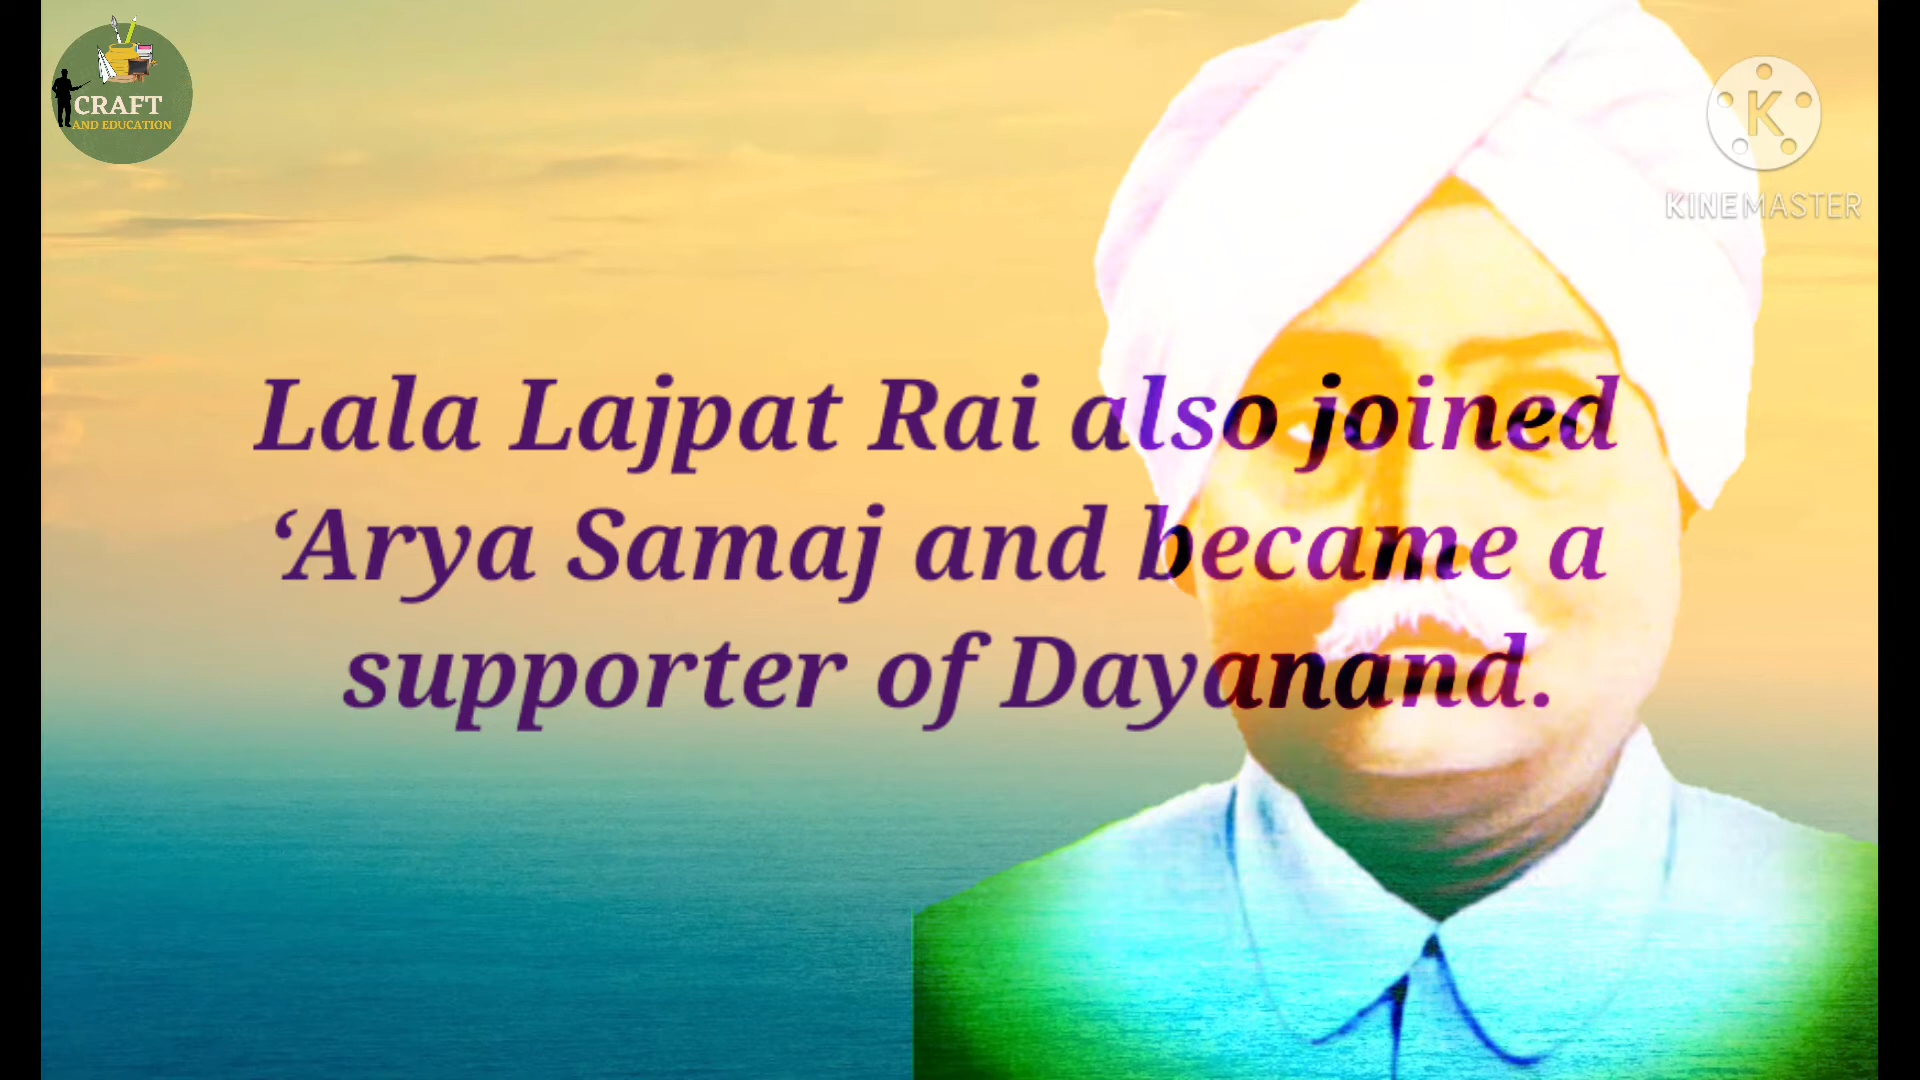 CRAFT
AND EDUCATION
K
KINEMASTER
Lala Lajpat Rai also joined
‘Arya Samaj and became a
supporter of Dayanand.